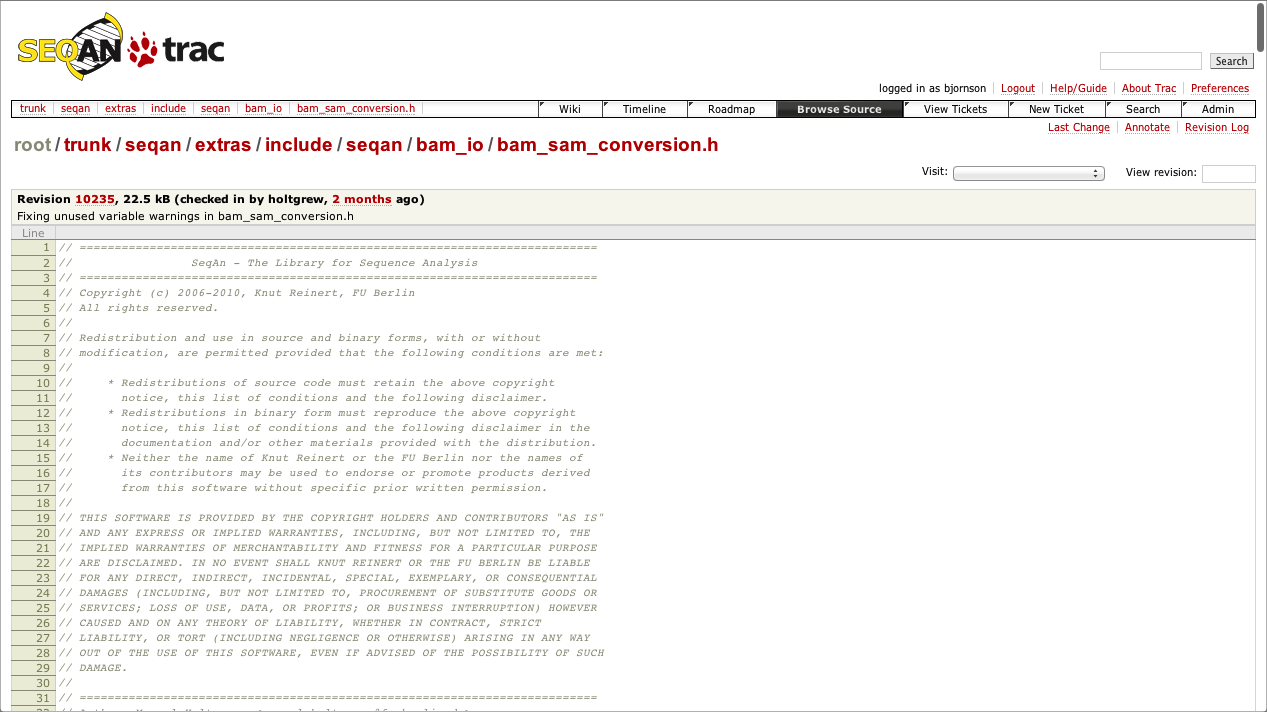 SEQAN trac
Search
logged in as bjornson Logout Help/Guide About Trac Preferences
trunk seqan extras include seqan bam_io bam_sam_conversion.h
Wiki Timeline Roadmap Browse Source View Tickets New Ticket Search Admin
Last Change Annotate Revision Log
root/trunk/seqan/extras/include/seqan/bam_io/bam_sam_conversion.h
Visit: View revision:
Revision 10235, 22.5 kB (checked in by holtgrew, 2 months ago)
Fixing unused variable warnings in bam_sam_conversion.h
Line
1 // ==========================================================================
2 //                 SeqAn - The Library for Sequence Analysis
3 // ==========================================================================
4 // Copyright (c) 2006-2010, Knut Reinert, FU Berlin
5 // All rights reserved.
6 //
7 // Redistribution and use in source and binary forms, with or without
8 // modification, are permitted provided that the following conditions are met:
9 //
10 //     * Redistributions of source code must retain the above copyright
11 //       notice, this list of conditions and the following disclaimer.
12 //     * Redistributions in binary form must reproduce the above copyright
13 //       notice, this list of conditions and the following disclaimer in the
14 //       documentation and/or other materials provided with the distribution.
15 //     * Neither the name of Knut Reinert or the FU Berlin nor the names of
16 //       its contributors may be used to endorse or promote products derived
17 //       from this software without specific prior written permission.
18 //
19 // THIS SOFTWARE IS PROVIDED BY THE COPYRIGHT HOLDERS AND CONTRIBUTORS "AS IS"
20 // AND ANY EXPRESS OR IMPLIED WARRANTIES, INCLUDING, BUT NOT LIMITED TO, THE
21 // IMPLIED WARRANTIES OF MERCHANTABILITY AND FITNESS FOR A PARTICULAR PURPOSE
22 // ARE DISCLAIMED. IN NO EVENT SHALL KNUT REINERT OR THE FU BERLIN BE LIABLE
23 // FOR ANY DIRECT, INDIRECT, INCIDENTAL, SPECIAL, EXEMPLARY, OR CONSEQUENTIAL
24 // DAMAGES (INCLUDING, BUT NOT LIMITED TO, PROCUREMENT OF SUBSTITUTE GOODS OR
25 // SERVICES; LOSS OF USE, DATA, OR PROFITS; OR BUSINESS INTERRUPTION) HOWEVER
26 // CAUSED AND ON ANY THEORY OF LIABILITY, WHETHER IN CONTRACT, STRICT
27 // LIABILITY, OR TORT (INCLUDING NEGLIGENCE OR OTHERWISE) ARISING IN ANY WAY
28 // OUT OF THE USE OF THIS SOFTWARE, EVEN IF ADVISED OF THE POSSIBILITY OF SUCH
29 // DAMAGE.
30 //
31 // ==========================================================================